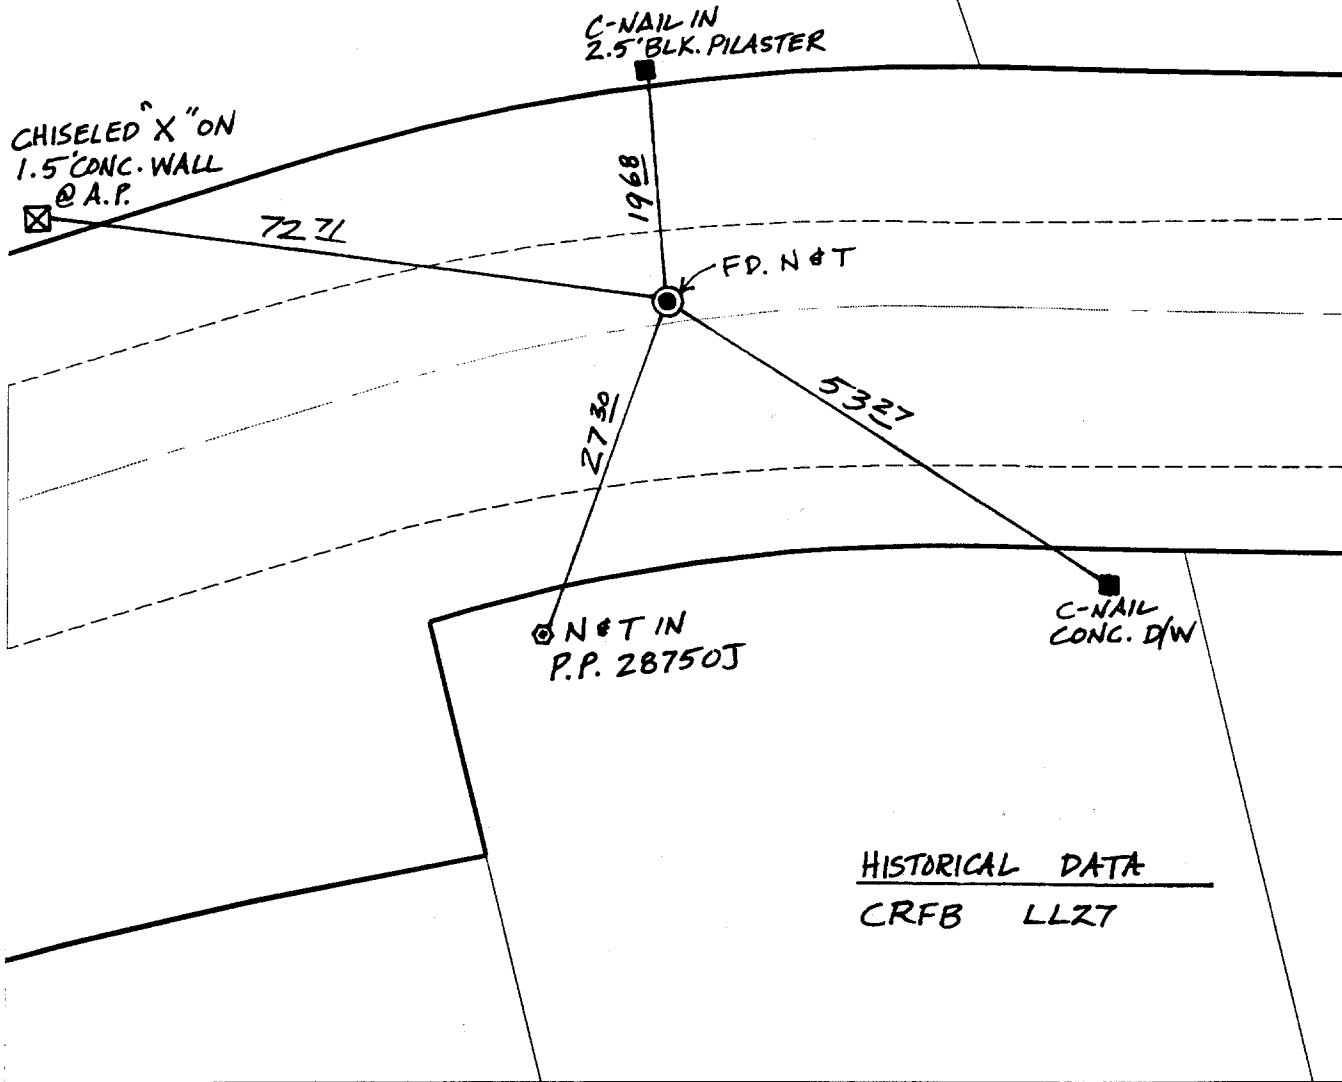 C-NAIL IN
2.5' BLK. PILASTER
CHISELED "X" ON
1.5' CONC. WALL
@ A.P.
72 71
19 68
FD. N & T
27 30
53 27
N & T IN
P.P. 28750J
C-NAIL
CONC. D/W
HISTORICAL DATA
CRFB LL27